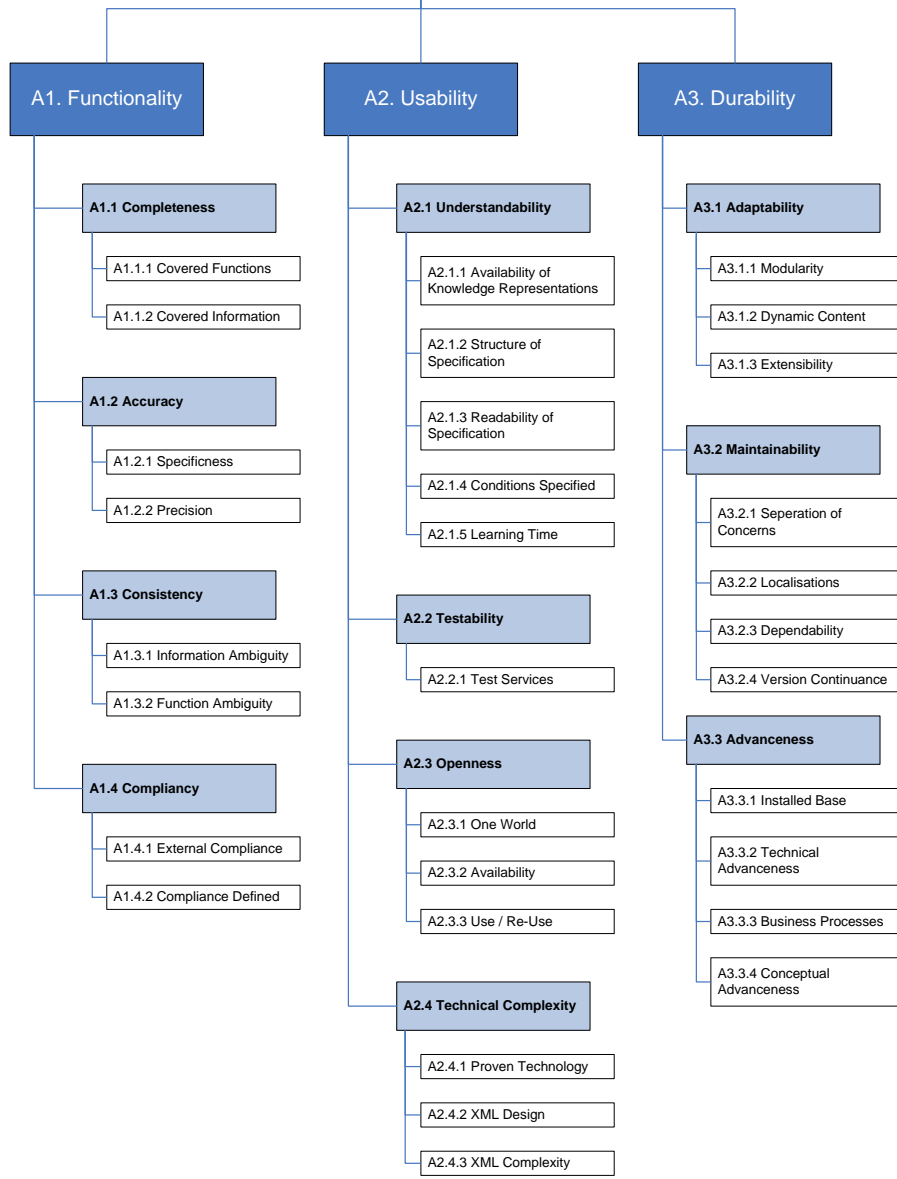 A1. Functionality
A1.1 Completeness
A1.1.1 Covered Functions
A1.1.2 Covered Information
A1.2 Accuracy
A1.2.1 Specificness
A1.2.2 Precision
A1.3 Consistency
A1.3.1 Information Ambiguity
A1.3.2 Function Ambiguity
A1.4 Compliancy
A1.4.1 External Compliance
A1.4.2 Compliance Defined
A2. Usability
A2.1 Understandability
A2.1.1 Availability of
Knowledge Representations
A2.1.2 Structure of
Specification
A2.1.3 Readability of
Specification
A2.1.4 Conditions Specified
A2.1.5 Learning Time
A2.2 Testability
A2.2.1 Test Services
A2.3 Openness
A2.3.1 One World
A2.3.2 Availability
A2.3.3 Use / Re-Use
A2.4 Technical Complexity
A2.4.1 Proven Technology
A2.4.2 XML Design
A2.4.3 XML Complexity
A3. Durability
A3.1 Adaptability
A3.1.1 Modularity
A3.1.2 Dynamic Content
A3.1.3 Extensibility
A3.2 Maintainability
A3.2.1 Seperation of
Concerns
A3.2.2 Localisations
A3.2.3 Dependability
A3.2.4 Version Continuance
A3.3 Advanceness
A3.3.1 Installed Base
A3.3.2 Technical
Advanceness
A3.3.3 Business Processes
A3.3.4 Conceptual
Advanceness